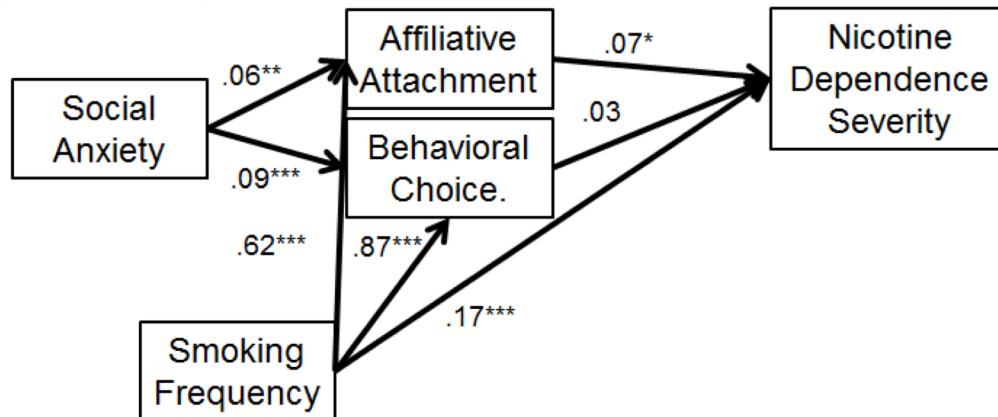 Affiliative
Attachment
.07*
Nicotine
Dependence
Severity
.06**
Social
Anxiety
.03
Behavioral
Choice.
.09***
.62***
.87***
.17***
Smoking
Frequency